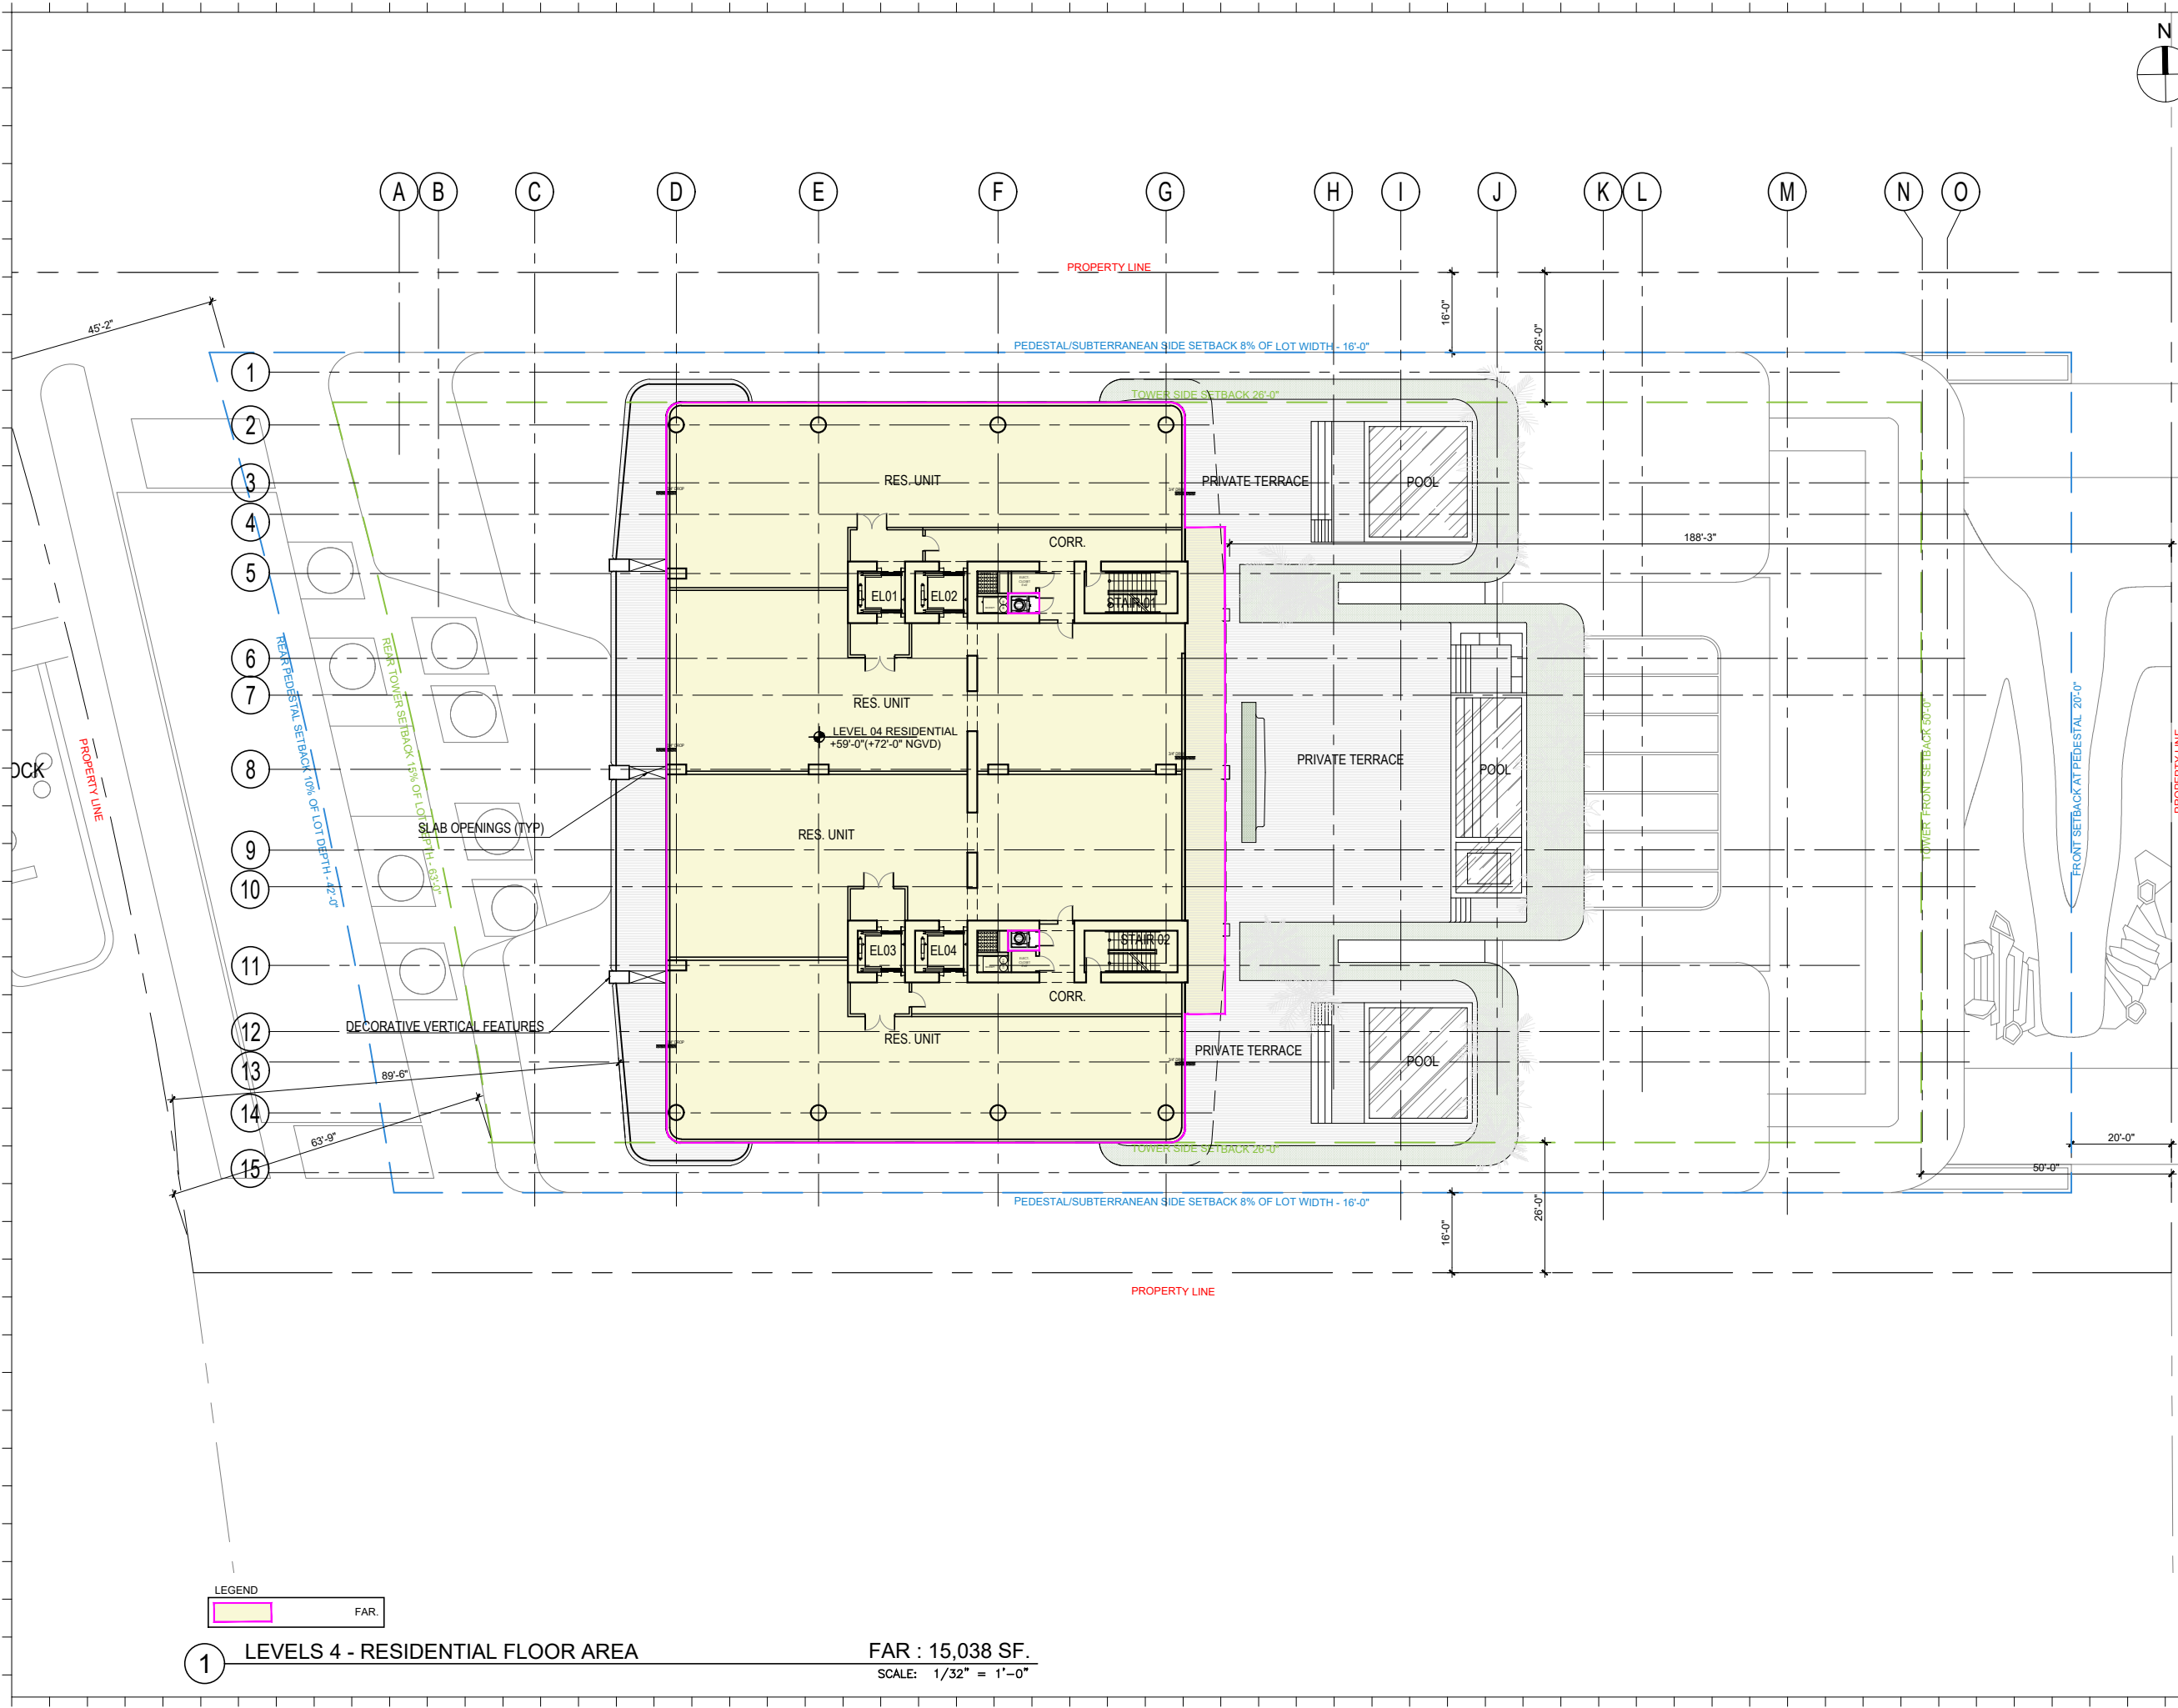 N
A B C D E F G H I J K L M N O
PROPERTY LINE
45'-2"
16'-0"
26'-0"
PEDESTAL/SUBTERRANEAN SIDE SETBACK 8% OF LOT WIDTH - 16'-0"
1
TOWER SIDE SETBACK 26'-0"
2
3
RES. UNIT
PRIVATE TERRACE
POOL
4
CORR.
188'-3"
5
EL01
EL02
STAIR 01
6
7
RES. UNIT
LEVEL 04 RESIDENTIAL
+59'-0"(+72'-0" NGVD)
PRIVATE TERRACE
POOL
8
OCK
PROPERTY LINE
REAR PEDESTAL SETBACK 10% OF LOT DEPTH - 42'-0"
REAR TOWER SETBACK 15% OF LOT DEPTH - 63'-0"
TOWER FRONT SETBACK 50'-0"
FRONT SETBACK AT PEDESTAL 20'-0"
PROPERTY LINE
SLAB OPENINGS (TYP)
RES. UNIT
9
10
EL03
EL04
STAIR 02
11
CORR.
12
DECORATIVE VERTICAL FEATURES
RES. UNIT
PRIVATE TERRACE
POOL
13
89'-6"
14
63'-9"
TOWER SIDE SETBACK 26'-0"
20'-0"
15
50'-0"
PEDESTAL/SUBTERRANEAN SIDE SETBACK 8% OF LOT WIDTH - 16'-0"
16'-0"
26'-0"
PROPERTY LINE
LEGEND
FAR.
1 LEVELS 4 - RESIDENTIAL FLOOR AREA FAR : 15,038 SF.
SCALE: 1/32" = 1'-0"